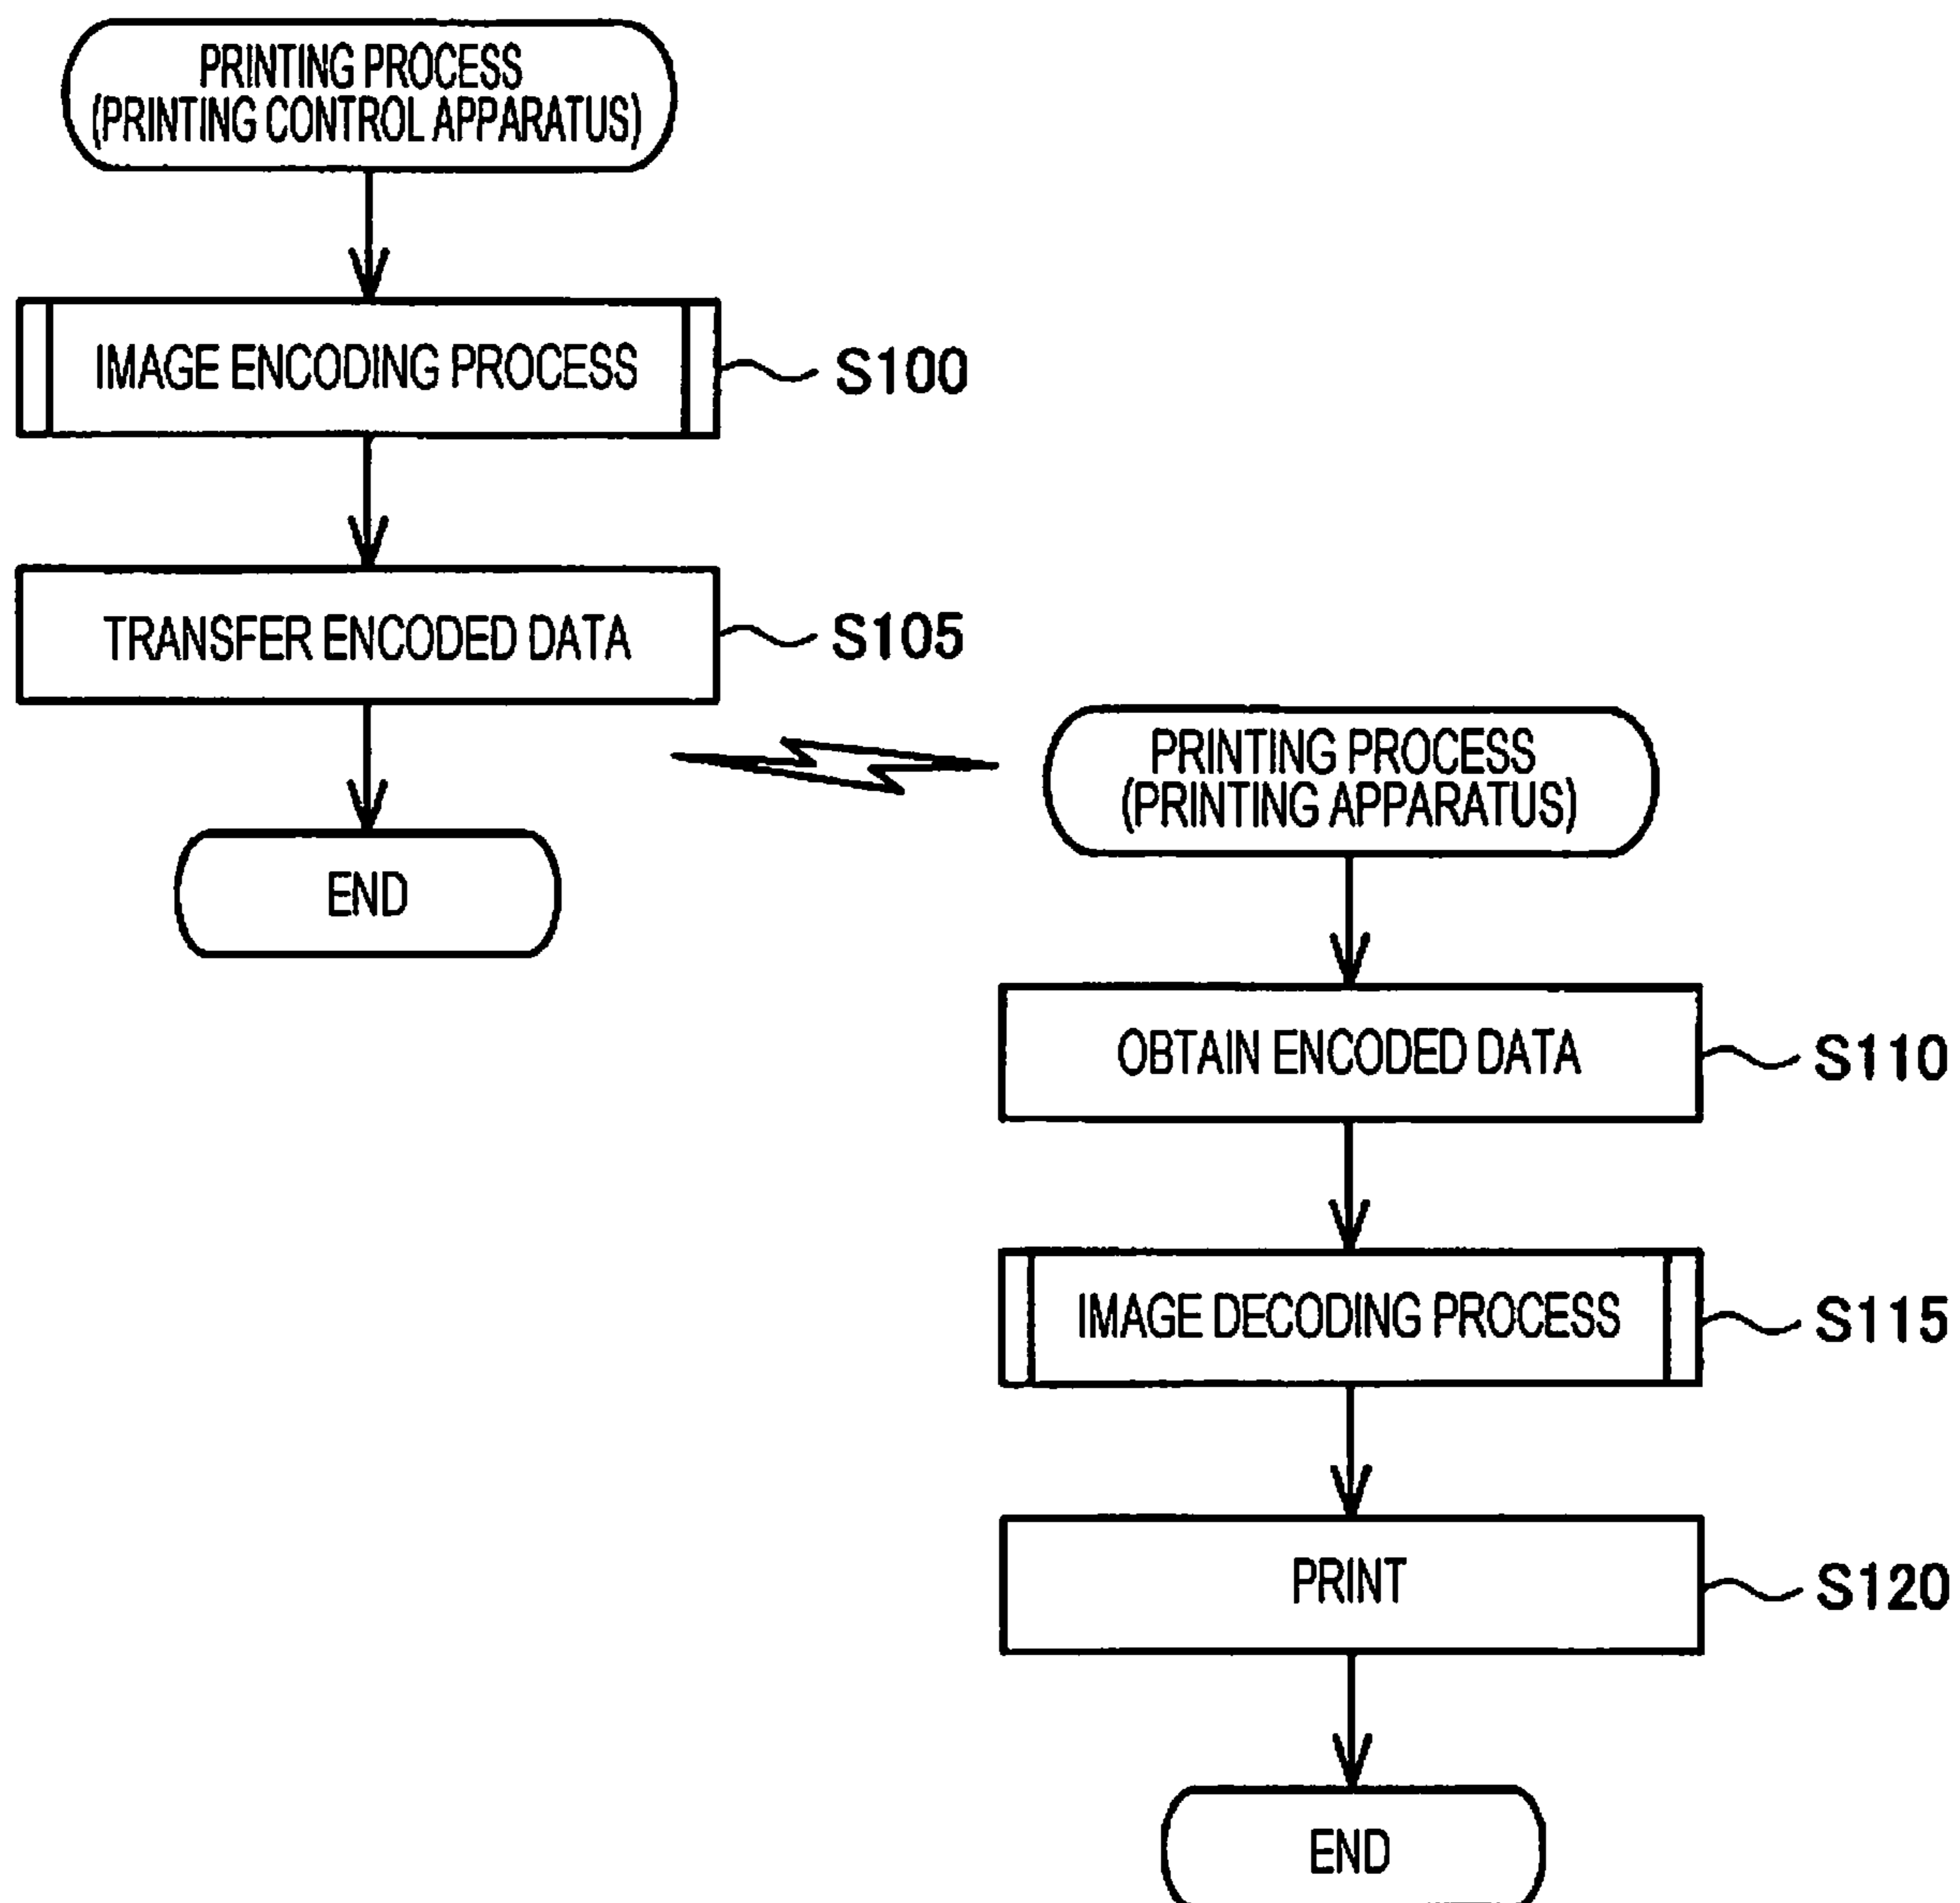 PRINTING PROCESS
(PRINTING CONTROL APPARATUS)
IMAGE ENCODING PROCESS
S100
TRANSFER ENCODED DATA
S105
END
PRINTING PROCESS
(PRINTING APPARATUS)
OBTAIN ENCODED DATA
S110
IMAGE DECODING PROCESS
S115
PRINT
S120
END